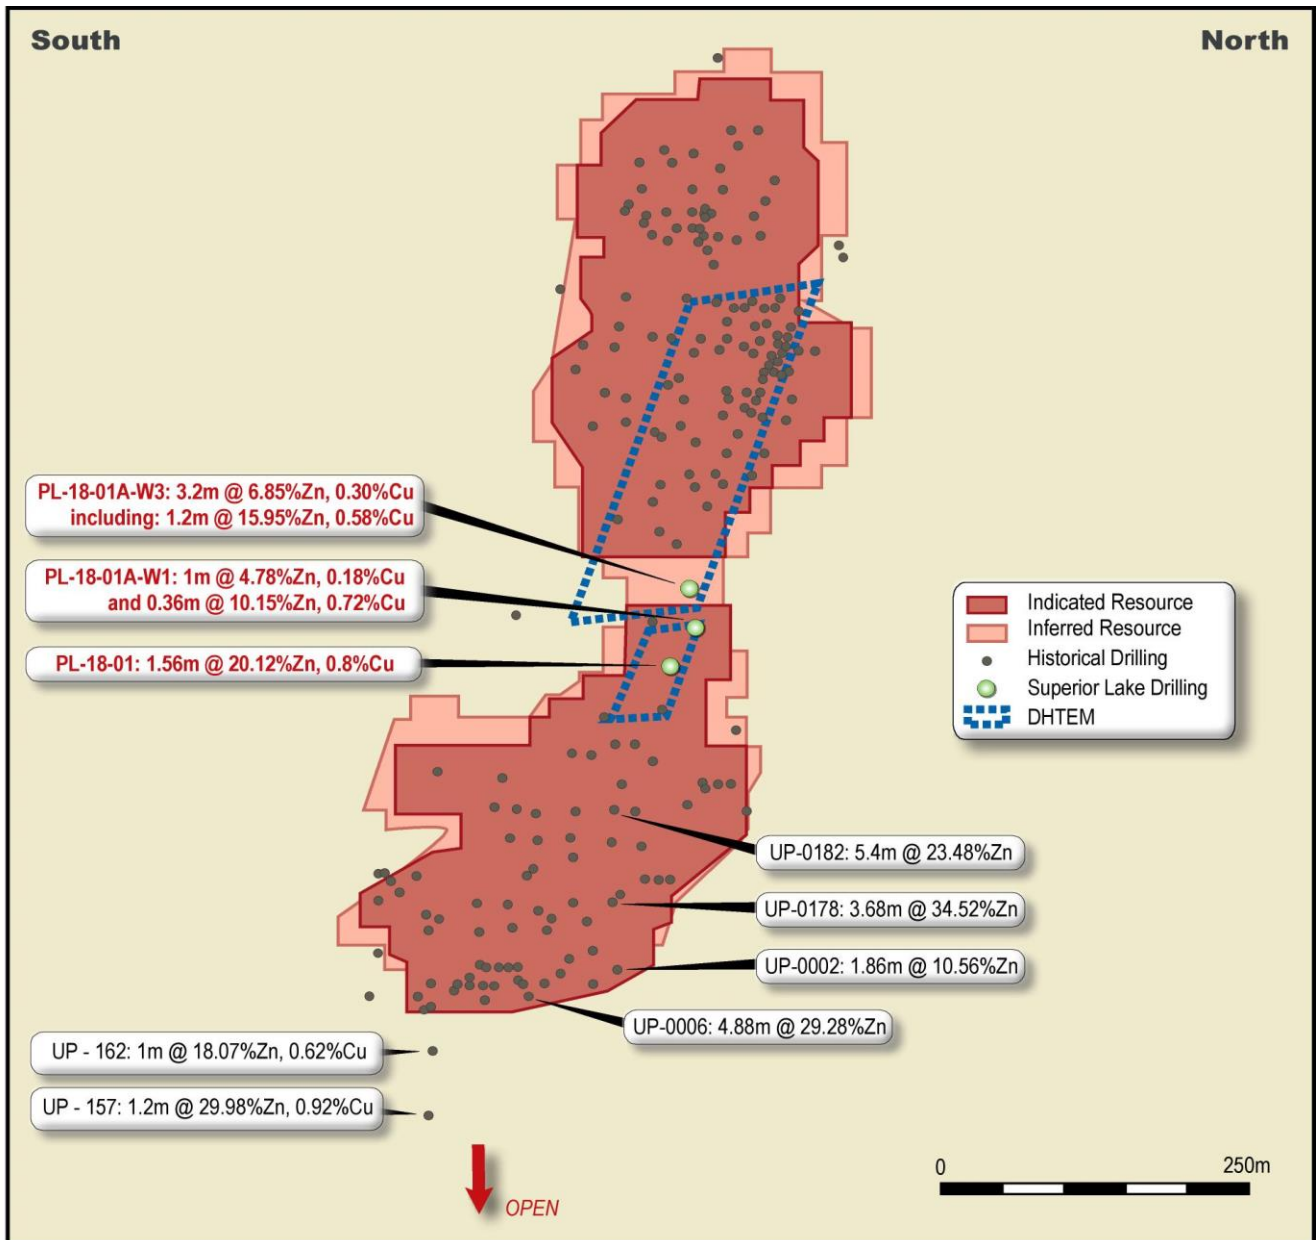 South
North
PL-18-01A-W3: 3.2m @ 6.85%Zn, 0.30%Cu
including: 1.2m @ 15.95%Zn, 0.58%Cu
PL-18-01A-W1: 1m @ 4.78%Zn, 0.18%Cu
and 0.36m @ 10.15%Zn, 0.72%Cu
PL-18-01: 1.56m @ 20.12%Zn, 0.8%Cu
Indicated Resource
Inferred Resource
Historical Drilling
Superior Lake Drilling
DHTEM
UP-0182: 5.4m @ 23.48%Zn
UP-0178: 3.68m @ 34.52%Zn
UP-0002: 1.86m @ 10.56%Zn
UP-0006: 4.88m @ 29.28%Zn
UP - 162: 1m @ 18.07%Zn, 0.62%Cu
UP - 157: 1.2m @ 29.98%Zn, 0.92%Cu
OPEN
0
250m